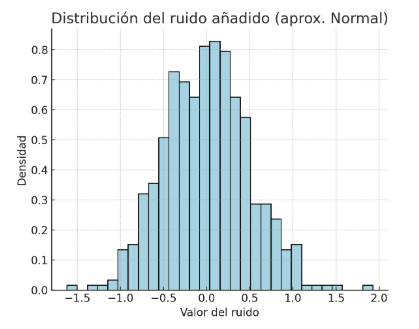 Distribución del ruido añadido (aprox. Normal)
0.8
0.7
0.6
0.5
0.4
0.3
0.2
0.1
0.0
Densidad
−1.5 −1.0 −0.5 0.0 0.5 1.0 1.5 2.0
Valor del ruido